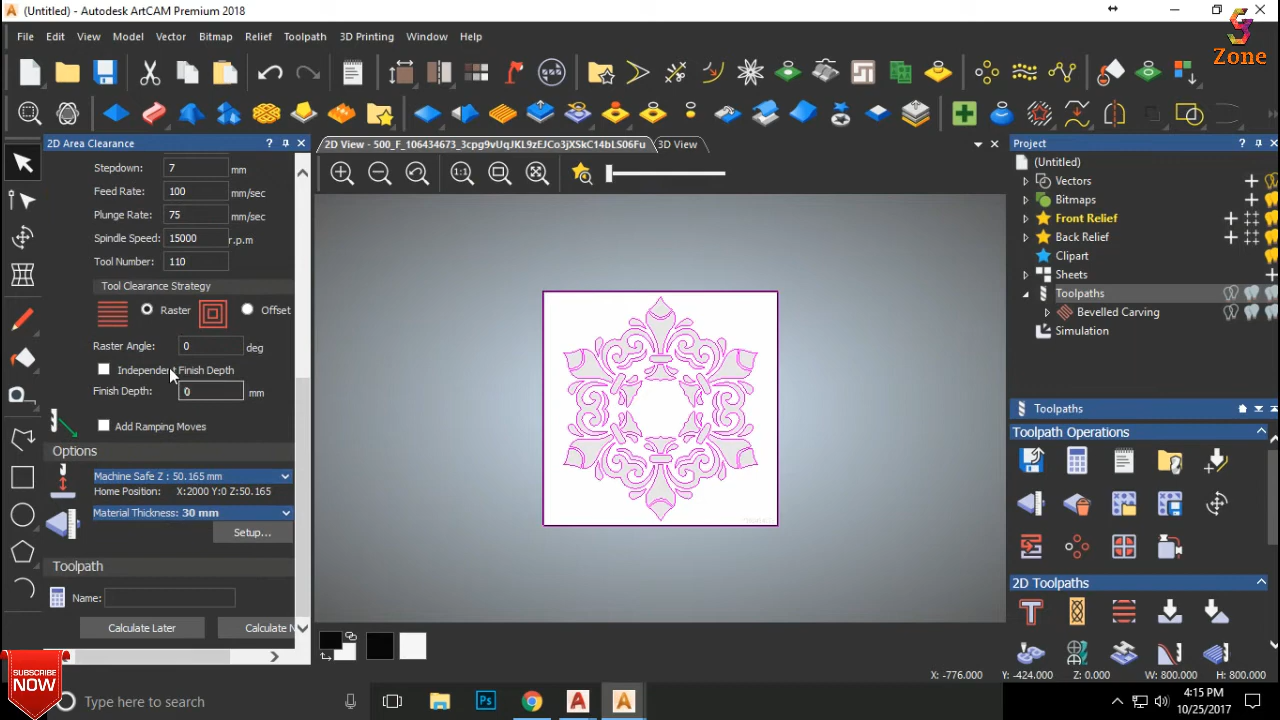 (Untitled) - Autodesk ArtCAM Premium 2018
Zone
File Edit View Model Vector Bitmap Relief Toolpath 3D Printing Window Help
2D Area Clearance
Stepdown: 7 mm
Feed Rate: 100 mm/sec
Plunge Rate: 75 mm/sec
Spindle Speed: 15000 r.p.m
Tool Number: 110
Tool Clearance Strategy
Raster Offset
Raster Angle: 0 deg
Independent Finish Depth
Finish Depth: 0 mm
Add Ramping Moves
Options
Machine Safe Z : 50.165 mm
Home Position: X:2000 Y:0 Z:50.165
Material Thickness: 30 mm
Setup...
Toolpath
Name:
Calculate Later Calculate N
2D View - 500_F_106434673_3cpg9vUqJKL9zEJCo3jXSkC14bLS06Fu 3D View
1:1
Project
(Untitled)
Vectors
Bitmaps
Front Relief
Back Relief
Clipart
Sheets
Toolpaths
Bevelled Carving
Simulation
Toolpaths
Toolpath Operations
2D Toolpaths
X: -776.000 Y: -424.000 Z: 0.000 W: 800.000 H: 800.000
SUBSCRIBE
NOW
Type here to search
Ps
4:15 PM
10/25/2017